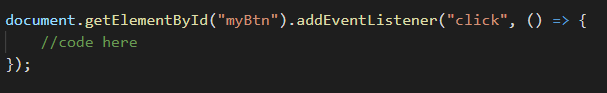 document.getElementById("myBtn").addEventListener("click", () => {
    //code here
});